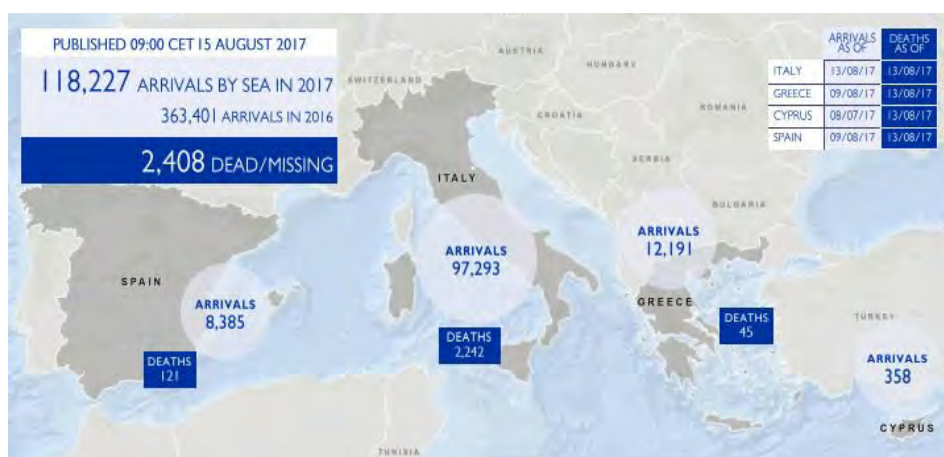 PUBLISHED 09:00 CET 15 AUGUST 2017
118,227 ARRIVALS BY SEA IN 2017
363,401 ARRIVALS IN 2016
2,408 DEAD/MISSING
ARRIVALS AS OF DEATHS AS OF
ITALY 13/08/17 13/08/17
GREECE 09/08/17 13/08/17
CYPRUS 08/07/17 13/08/17
SPAIN 09/08/17 13/08/17
AUSTRIA
HUNGARY
SWITZERLAND
ROMANIA
CROATIA
SERBIA
ITALY
BULGARIA
ARRIVALS
97,293
ARRIVALS
12,191
SPAIN
ARRIVALS
8,385
GREECE
DEATHS
45
TURKEY
DEATHS
2,242
DEATHS
121
ARRIVALS
358
CYPRUS
TUNISIA